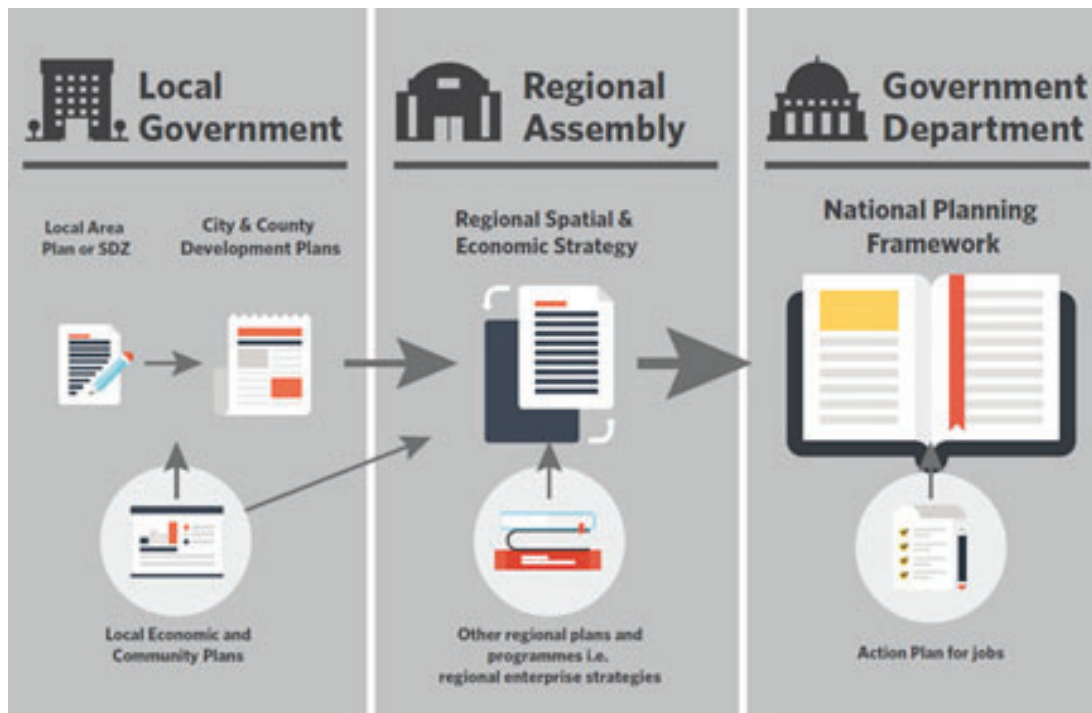 Local
Government
Local Area
Plan or SDZ
City & County
Development Plans
Local Economic and
Community Plans
Regional
Assembly
Regional Spatial &
Economic Strategy
Other regional plans and
programmes i.e.
regional enterprise strategies
Government
Department
National Planning
Framework
Action Plan for jobs